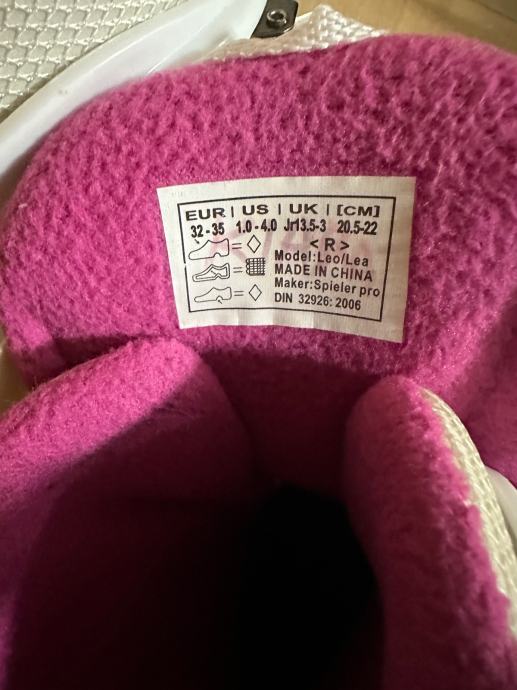 EUR | US | UK | [CM]
32-35 1.0-4.0 Jr13.5-3 20.5-22
<R>
Model:Leo/Lea
MADE IN CHINA
Maker:Spieler pro
DIN 32926:2006